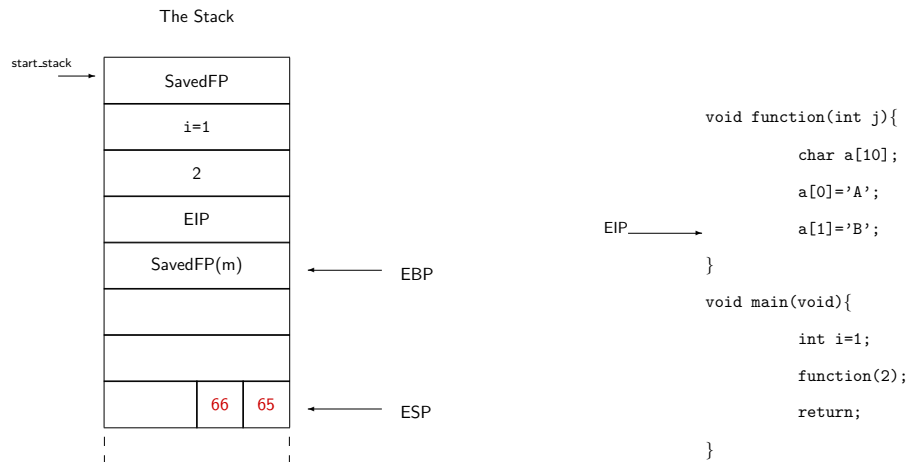 The Stack
start_stack
SavedFP
i=1
2
EIP
SavedFP(m)
EBP
66 65
ESP
void function(int j){
char a[10];
a[0]='A';
EIP
a[1]='B';
}
void main(void){
int i=1;
function(2);
return;
}